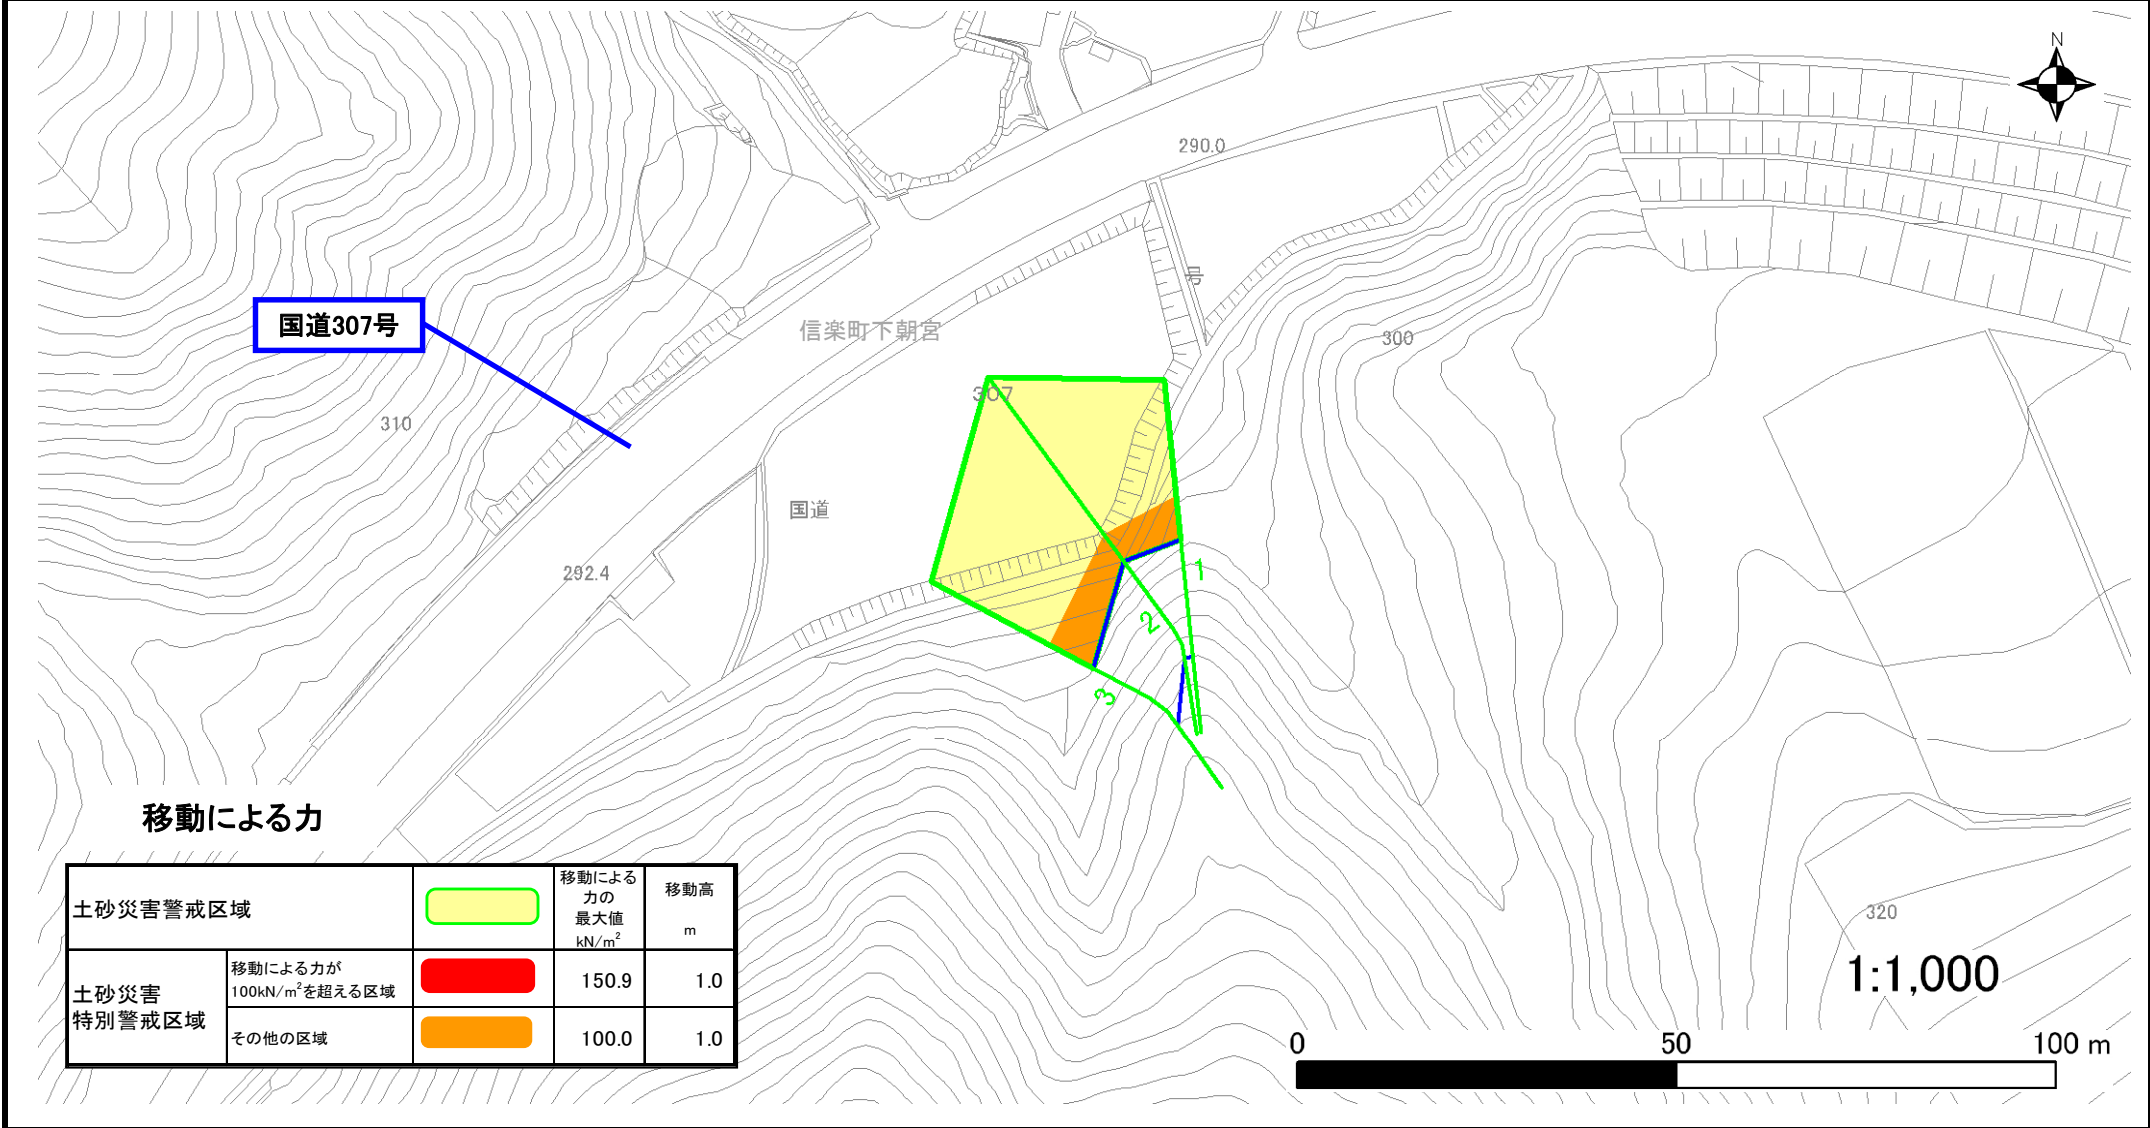 N
290.0
号
国道307号
信楽町下朝宮
300
307
310
国道
292.4
1
2
3
移動による力
土砂災害警戒区域
移動による
力の
最大値
kN/m²
移動高
m
土砂災害
特別警戒区域
移動による力が
100kN/m²を超える区域
150.9
1.0
その他の区域
100.0
1.0
320
1:1,000
0
50
100 m